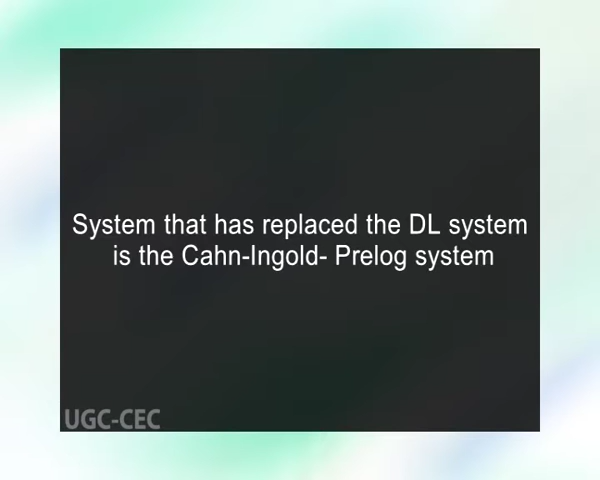 System that has replaced the DL system
is the Cahn-Ingold- Prelog system
UGC-CEC